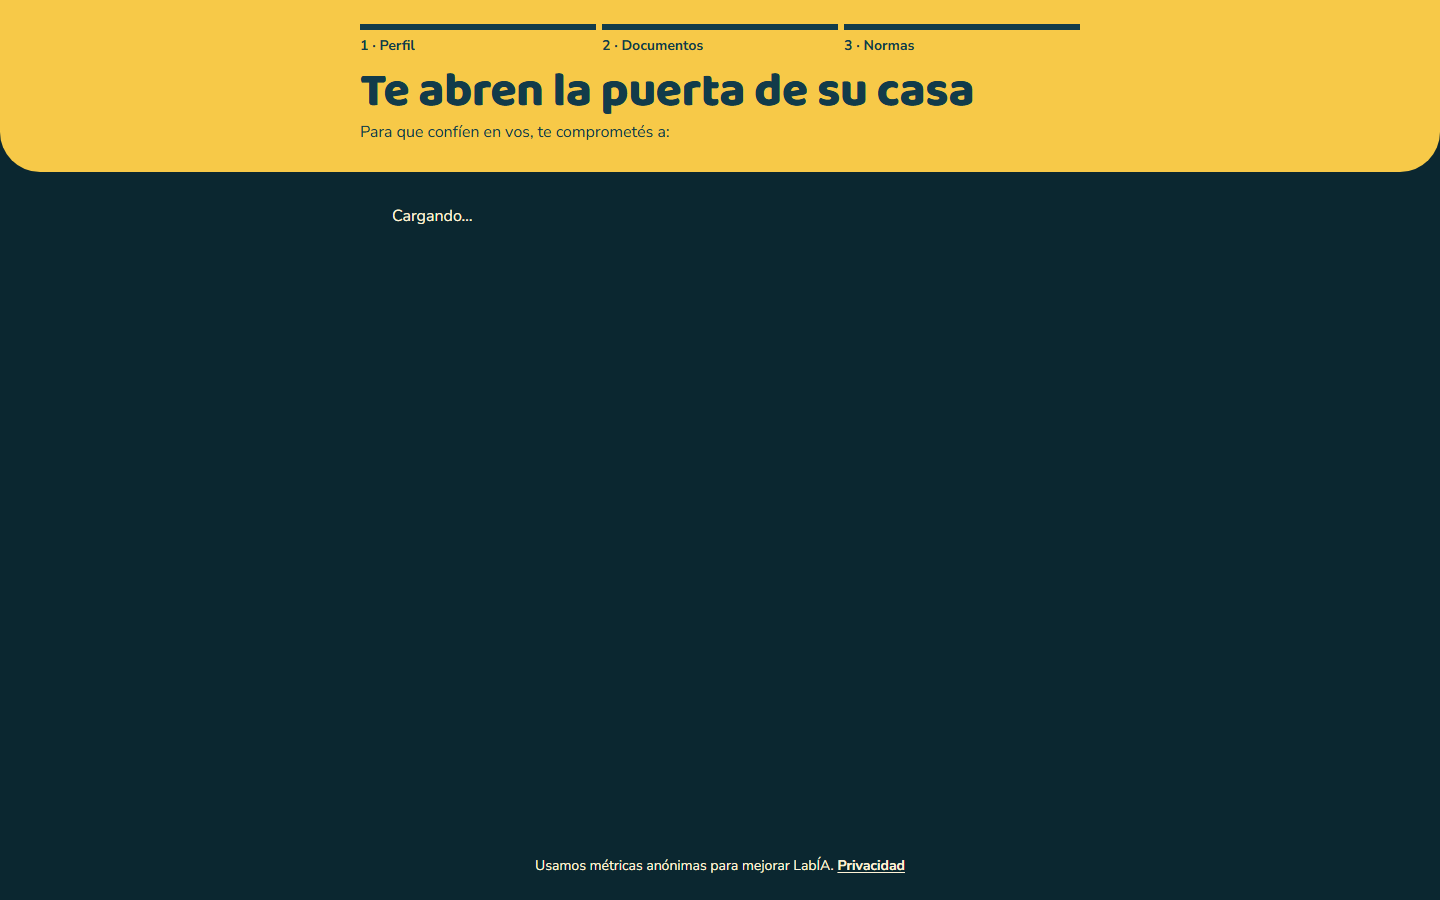 1 · Perfil
2 · Documentos
3 · Normas
Te abren la puerta de su casa
Para que confíen en vos, te comprometés a:
Cargando...
Usamos métricas anónimas para mejorar LabÍA. Privacidad